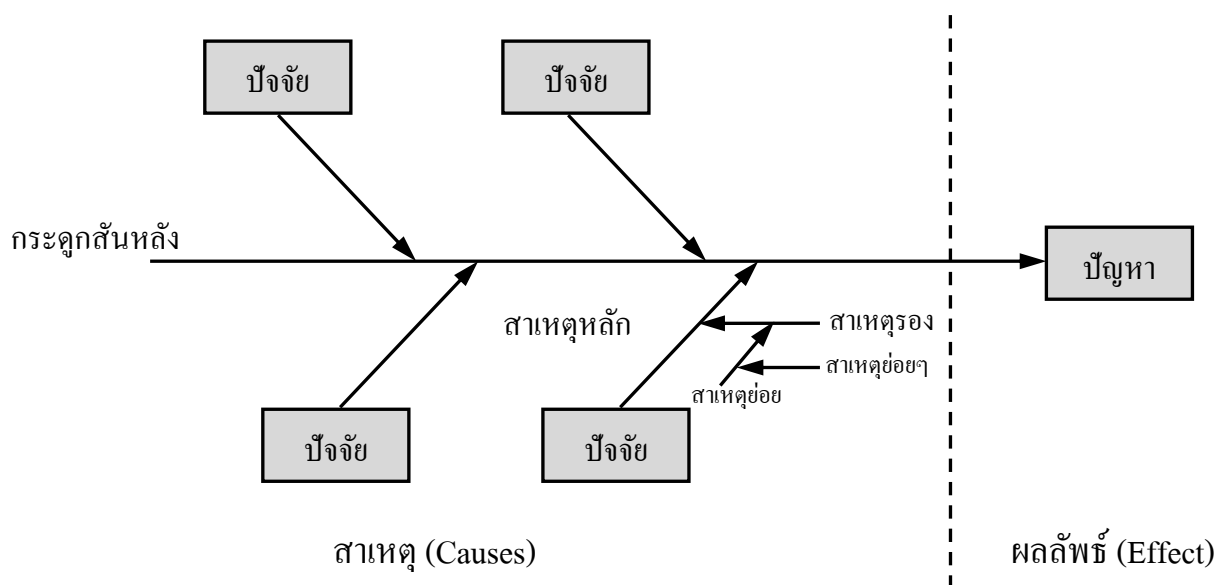 ปัจจัย
ปัจจัย
กระดูกสันหลัง
ปัญหา
สาเหตุหลัก
สาเหตุรอง
สาเหตุย่อยๆ
สาเหตุย่อย
ปัจจัย
ปัจจัย
สาเหตุ (Causes)
ผลลัพธ์ (Effect)